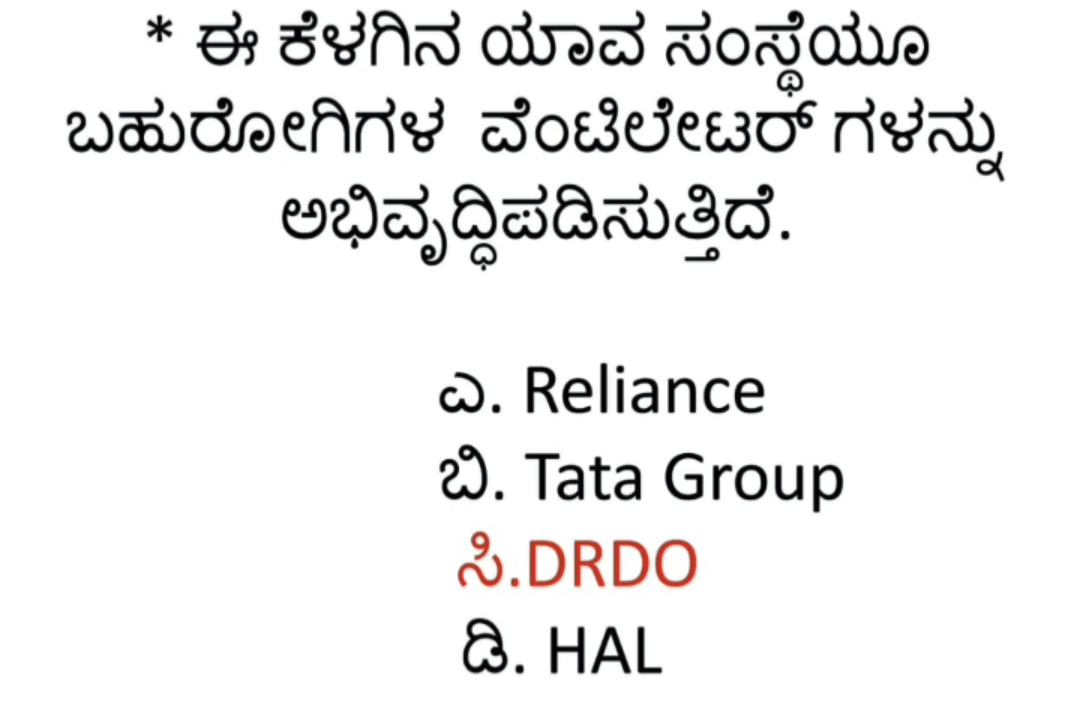 * ಈ ಕೆಳಗಿನ ಯಾವ ಸಂಸ್ಥೆಯೂ
ಬಹುರೋಗಿಗಳ ವೆಂಟಿಲೇಟರ್ ಗಳನ್ನು
ಅಭಿವೃದ್ಧಿಪಡಿಸುತ್ತಿದೆ.
ಎ. Reliance
ಬಿ. Tata Group
ಸಿ.DRDO
ಡಿ. HAL